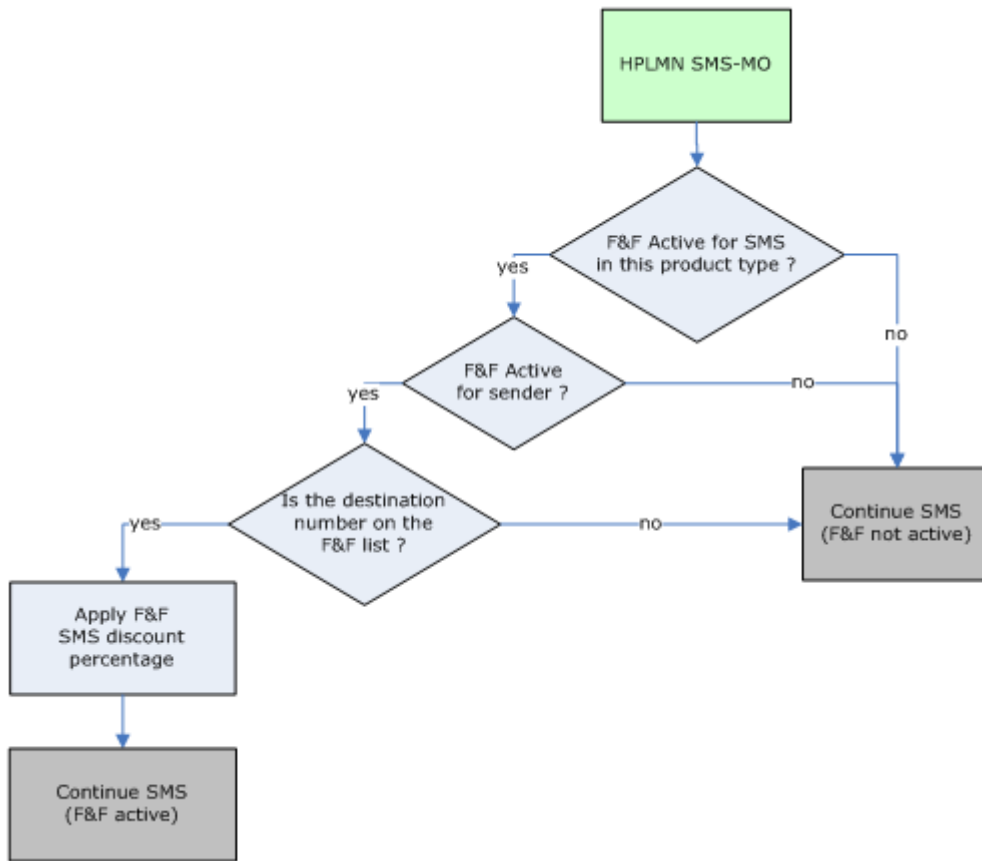 HPLMN SMS-MO
F&F Active for SMS
in this product type ?
yes
no
F&F Active
for sender ?
yes
no
Is the destination
number on the
F&F list ?
yes
no
Continue SMS
(F&F not active)
Apply F&F
SMS discount
percentage
Continue SMS
(F&F active)